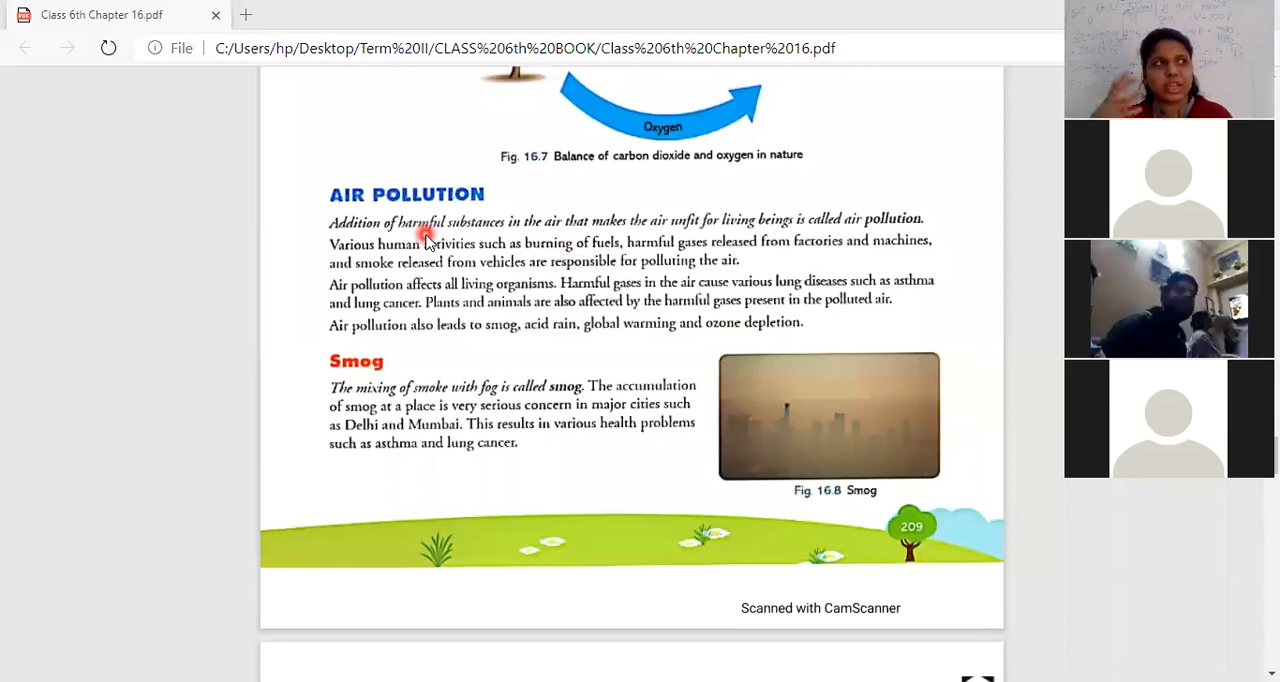 Class 6th Chapter 16.pdf
File
C:/Users/hp/Desktop/Term%20II/CLASS%206th%20BOOK/Class%206th%20Chapter%2016.pdf
Oxygen
Fig. 16.7 Balance of carbon dioxide and oxygen in nature
AIR POLLUTION
Addition of harmful substances in the air that makes the air unfit for living beings is called air pollution.
Various human activities such as burning of fuels, harmful gases released from factories and machines,
and smoke released from vehicles are responsible for polluting the air.
Air pollution affects all living organisms. Harmful gases in the air cause various lung diseases such as asthma
and lung cancer. Plants and animals are also affected by the harmful gases present in the polluted air.
Air pollution also leads to smog, acid rain, global warming and ozone depletion.
Smog
The mixing of smoke with fog is called smog. The accumulation
of smog at a place is very serious concern in major cities such
as Delhi and Mumbai. This results in various health problems
such as asthma and lung cancer.
Fig. 16.8 Smog
209
Scanned with CamScanner